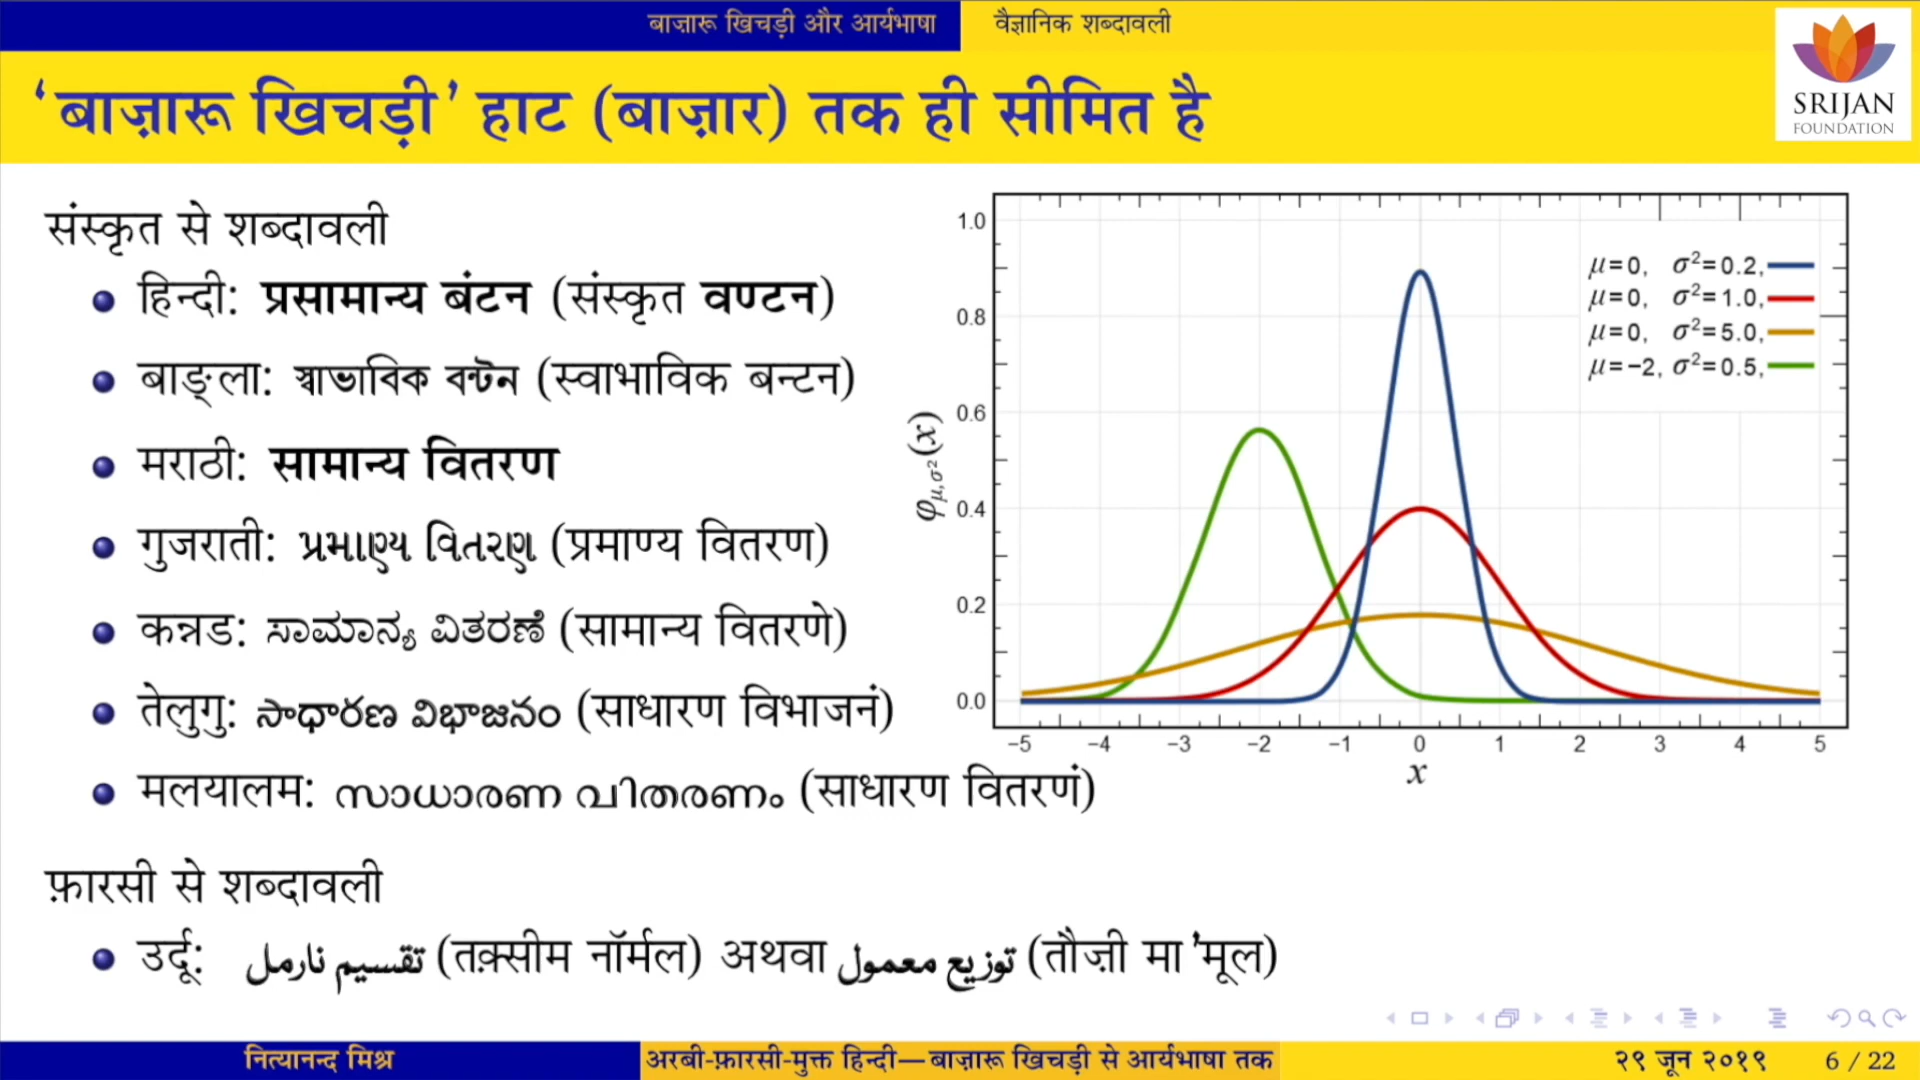 बाज़ारू खिचड़ी और आर्यभाषा
वैज्ञानिक शब्दावली
SRIJAN
FOUNDATION
‘बाज़ारू खिचड़ी’ हाट (बाज़ार) तक ही सीमित है
संस्कृत से शब्दावली
हिन्दी: प्रसामान्य बंटन (संस्कृत वण्टन)
बाङ्ला: স্বাভাবিক বন্টন (स्वाभाविक बन्टन)
मराठी: सामान्य वितरण
गुजराती: પ્રમાણ્ય વિતરણ (प्रमाण्य वितरण)
कन्नड: ಸಾಮಾನ್ಯ ವಿತರಣೆ (सामान्य वितरणे)
तेलुगु: సాధారణ విభాజనం (साधारण विभाजनं)
मलयालम: സാധാരണ വിതരണം (साधारण वितरणं)
फ़ारसी से शब्दावली
उर्दू: تقسیم نارمل (तक़्सीम नॉर्मल) अथवा توزیع معمول (तौज़ी मा'मूल)
φμ,σ²(x)
1.0
0.8
0.6
0.4
0.2
0.0
μ=0, σ²=0.2,
μ=0, σ²=1.0,
μ=0, σ²=5.0,
μ=−2, σ²=0.5,
−5 −4 −3 −2 −1 0 1 2 3 4 5
x
नित्यानन्द मिश्र
अरबी-फ़ारसी-मुक्त हिन्दी—बाज़ारू खिचड़ी से आर्यभाषा तक
२९ जून २०१९ 6 / 22